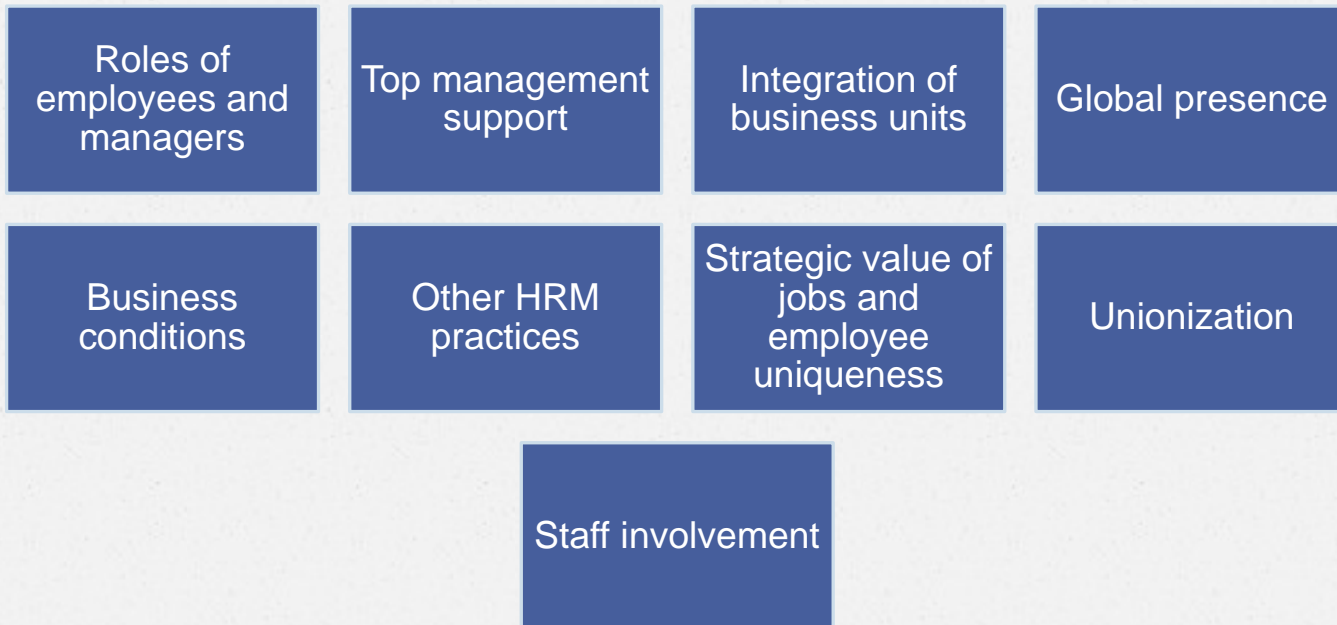 Roles of
employees and
managers
Top management
support
Integration of
business units
Global presence
Business
conditions
Other HRM
practices
Strategic value of
jobs and
employee
uniqueness
Unionization
Staff involvement